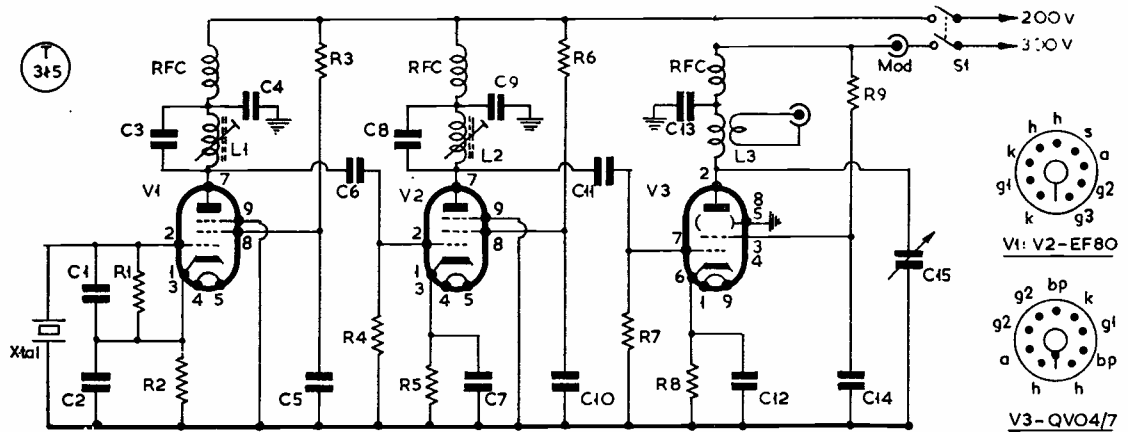 200V
300V
Mod
S1
315
RFC
C4
C3
L1
R3
RFC
C9
C8
L2
R6
RFC
C13
L3
R9
V1
7
9
8
2
1
3
4
5
C6
V2
7
9
8
2
1
3
4
5
C11
V3
2
8
5
3
4
7
6
1
9
C1
R1
Xtal
C2
R2
C5
R4
R5
C7
C10
R7
R8
C12
C14
C15
h
h
s
k
a
g1
g2
k
g3
V1: V2-EF80
bp
g2
k
g2
g1
a
bp
h
h
V3-QVO4/7